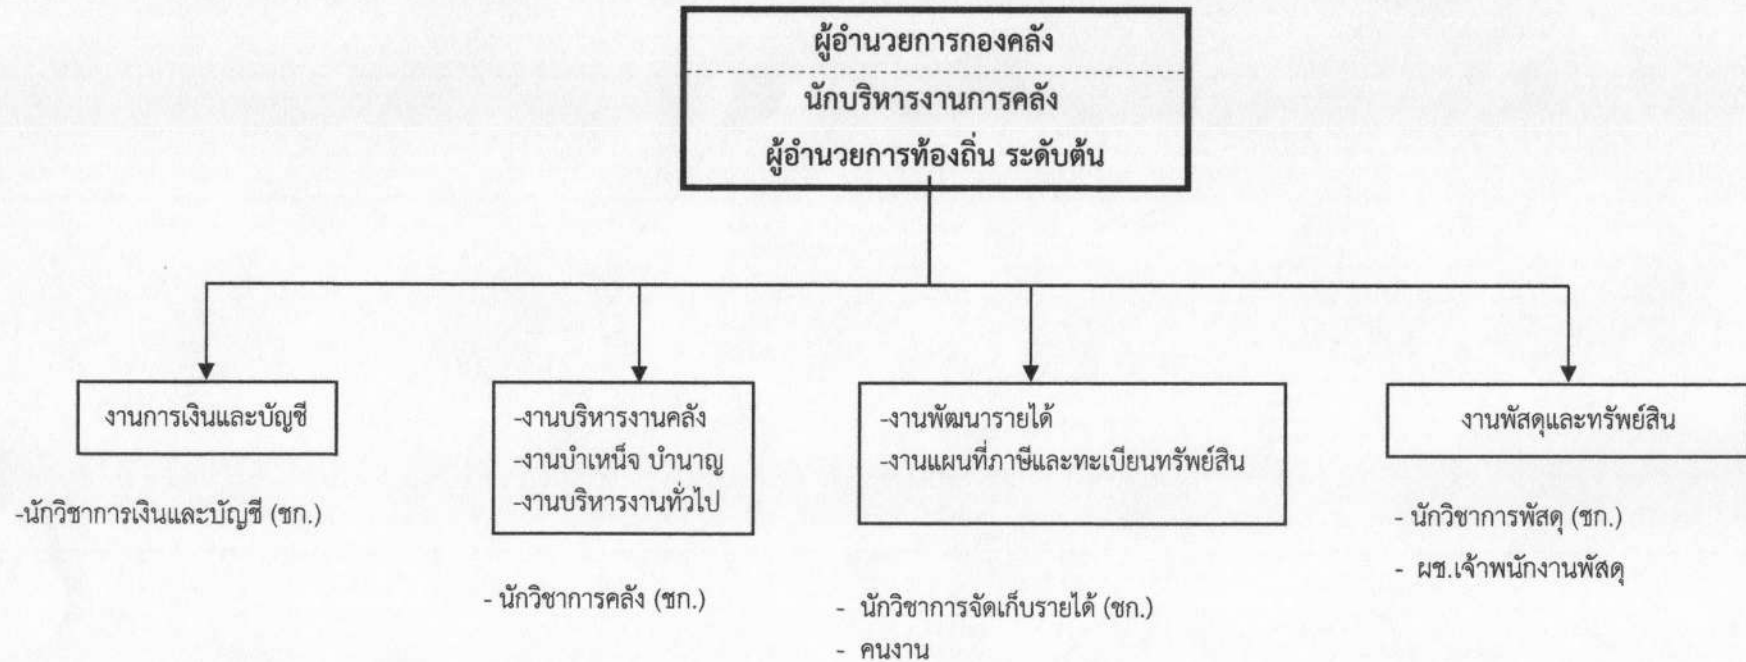 ผู้อำนวยการกองคลัง
นักบริหารงานการคลัง
ผู้อำนวยการท้องถิ่น ระดับต้น
งานการเงินและบัญชี
-นักวิชาการเงินและบัญชี (ชก.)
-งานบริหารงานคลัง
-งานบำเหน็จ บำนาญ
-งานบริหารงานทั่วไป
- นักวิชาการคลัง (ชก.)
-งานพัฒนารายได้
-งานแผนที่ภาษีและทะเบียนทรัพย์สิน
- นักวิชาการจัดเก็บรายได้ (ชก.)
- คนงาน
งานพัสดุและทรัพย์สิน
- นักวิชาการพัสดุ (ชก.)
- ผช.เจ้าพนักงานพัสดุ